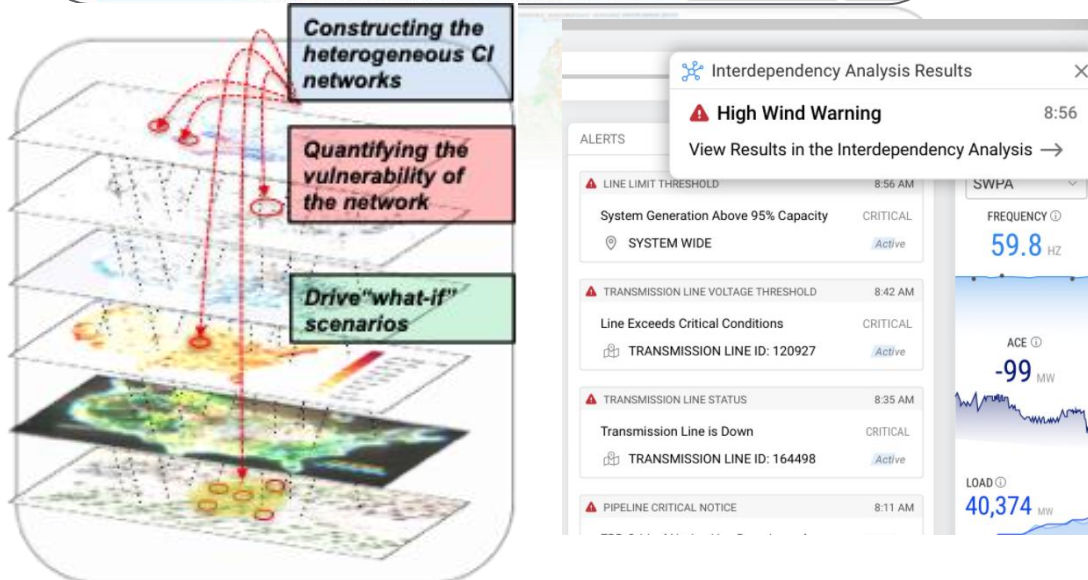 Constructing the
heterogeneous CI
networks
Quantifying the
vulnerability of
the network
Drive"what-if"
scenarios
Interdependency Analysis Results
High Wind Warning 8:56
View Results in the Interdependency Analysis →
ALERTS
LINE LIMIT THRESHOLD 8:56 AM
System Generation Above 95% Capacity CRITICAL
SYSTEM WIDE Active
TRANSMISSION LINE VOLTAGE THRESHOLD 8:42 AM
Line Exceeds Critical Conditions CRITICAL
TRANSMISSION LINE ID: 120927 Active
TRANSMISSION LINE STATUS 8:35 AM
Transmission Line is Down CRITICAL
TRANSMISSION LINE ID: 164498 Active
PIPELINE CRITICAL NOTICE 8:11 AM
SWPA
FREQUENCY
59.8 HZ
ACE
-99 MW
LOAD
40,374 MW